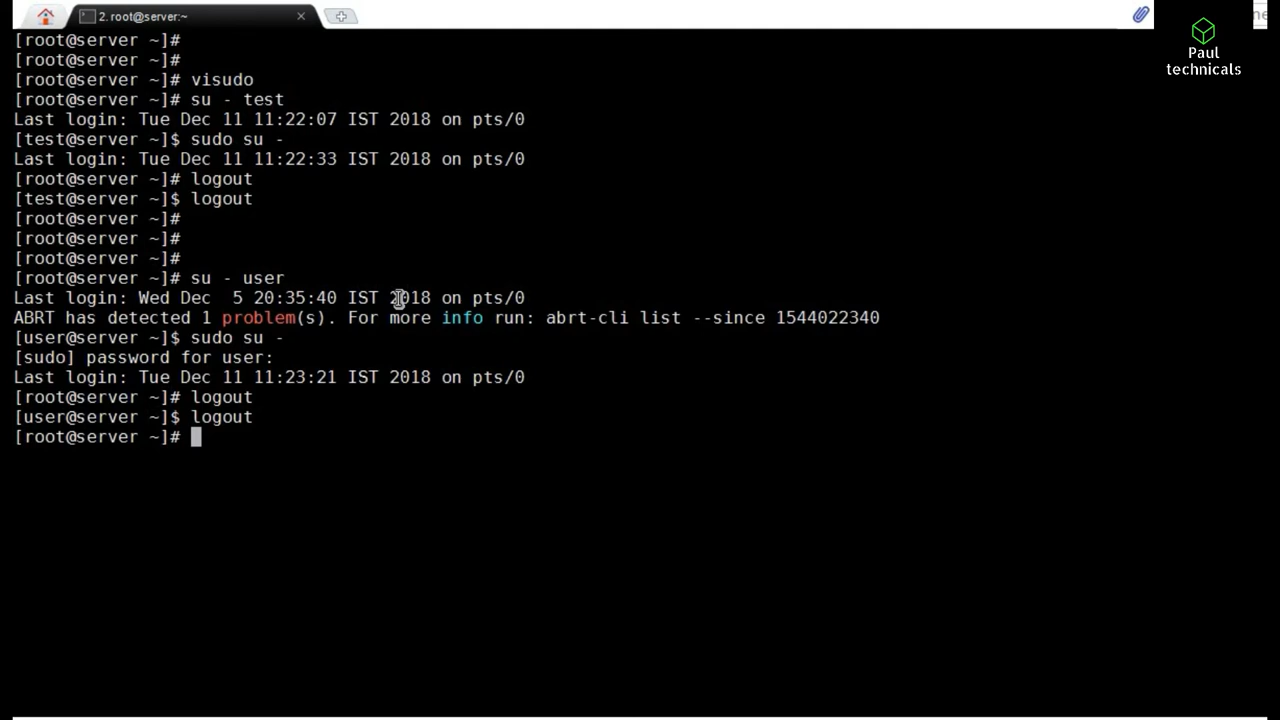 2. root@server:~
Paul
technicals
[root@server ~]#
[root@server ~]#
[root@server ~]# visudo
[root@server ~]# su - test
Last login: Tue Dec 11 11:22:07 IST 2018 on pts/0
[test@server ~]$ sudo su -
Last login: Tue Dec 11 11:22:33 IST 2018 on pts/0
[root@server ~]# logout
[test@server ~]$ logout
[root@server ~]#
[root@server ~]#
[root@server ~]#
[root@server ~]# su - user
Last login: Wed Dec  5 20:35:40 IST 2018 on pts/0
ABRT has detected 1 problem(s). For more info run: abrt-cli list --since 1544022340
[user@server ~]$ sudo su -
[sudo] password for user:
Last login: Tue Dec 11 11:23:21 IST 2018 on pts/0
[root@server ~]# logout
[user@server ~]$ logout
[root@server ~]#